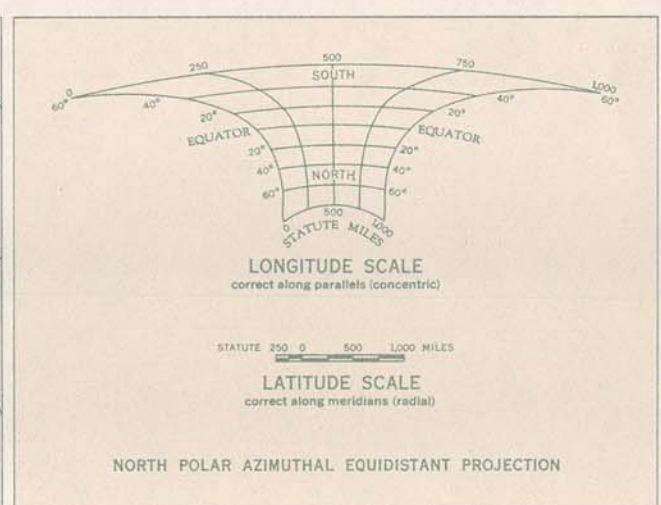 500
250 750
SOUTH
0 1,000
60° 40° 40° 60°
20° 20°
EQUATOR EQUATOR
20° 20°
40° 40°
NORTH
60° 60°
500
0 1,000
STATUTE MILES
LONGITUDE SCALE
correct along parallels (concentric)
STATUTE 250 0 500 1,000 MILES
LATITUDE SCALE
correct along meridians (radial)
NORTH POLAR AZIMUTHAL EQUIDISTANT PROJECTION